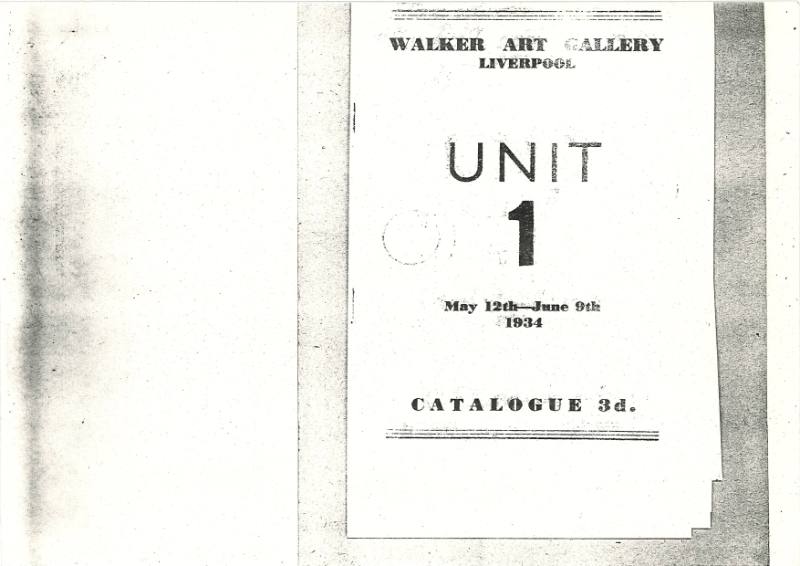 WALKER ART GALLERY
LIVERPOOL
UNIT
1
May 12th—June 9th
1934
CATALOGUE 3d.